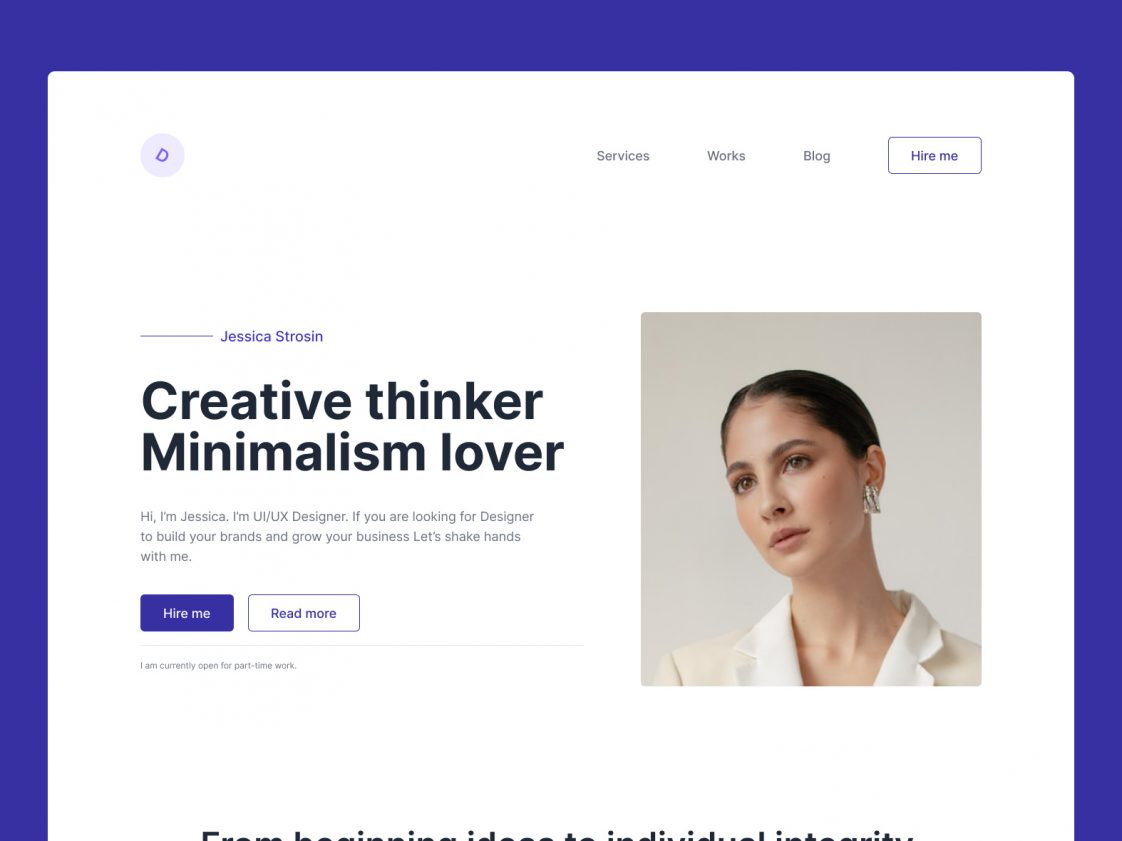 D
Services
Works
Blog
Hire me
Jessica Strosin
Creative thinker
Minimalism lover
Hi, I'm Jessica. I'm UI/UX Designer. If you are looking for Designer
to build your brands and grow your business Let's shake hands
with me.
Hire me
Read more
I am currently open for part-time work.
From beginning ideas to individual integrity